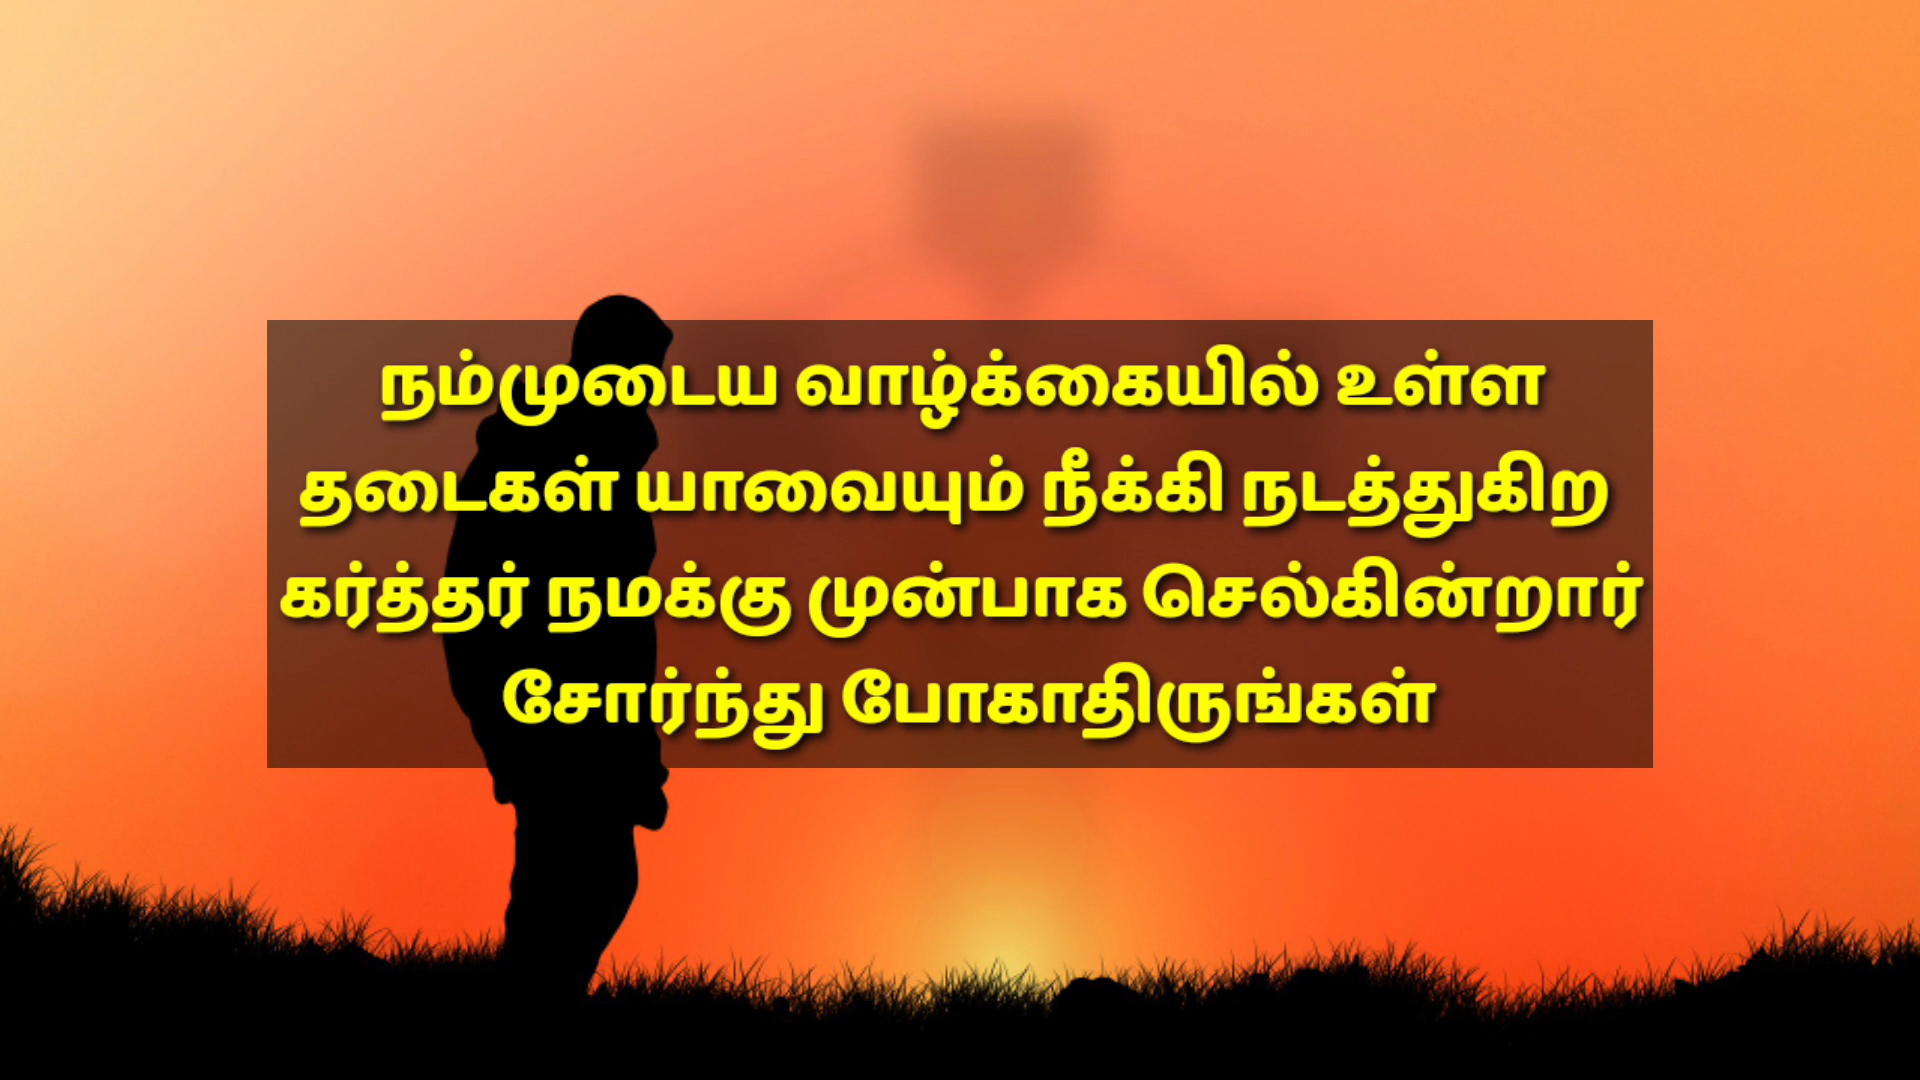 நம்முடைய வாழ்க்கையில் உள்ள
தடைகள் யாவையும் நீக்கி நடத்துகிற
கர்த்தர் நமக்கு முன்பாக செல்கின்றார்
சோர்ந்து போகாதிருங்கள்